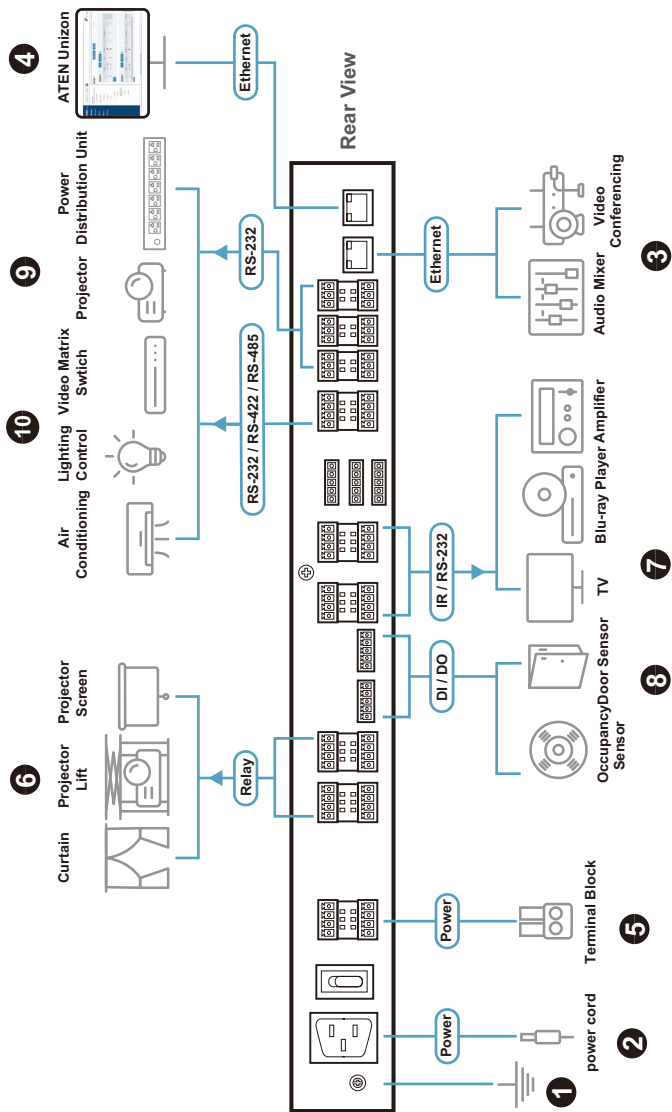 6
Curtain
Projector
Lift
Projector
Screen
10
9
4
Air
Conditioning
Lighting
Control
Video Matrix
Swtich
Projector
Power
Distribution Unit
ATEN Unizon
Relay
RS-232 / RS-422 / RS-485
RS-232
Ethernet
Rear View
Power
Power
DI / DO
IR / RS-232
Ethernet
1
power cord
2
Terminal Block
5
Occupancy
Sensor
Door Sensor
8
TV
Blu-ray Player
Amplifier
7
Audio Mixer
Video
Conferencing
3